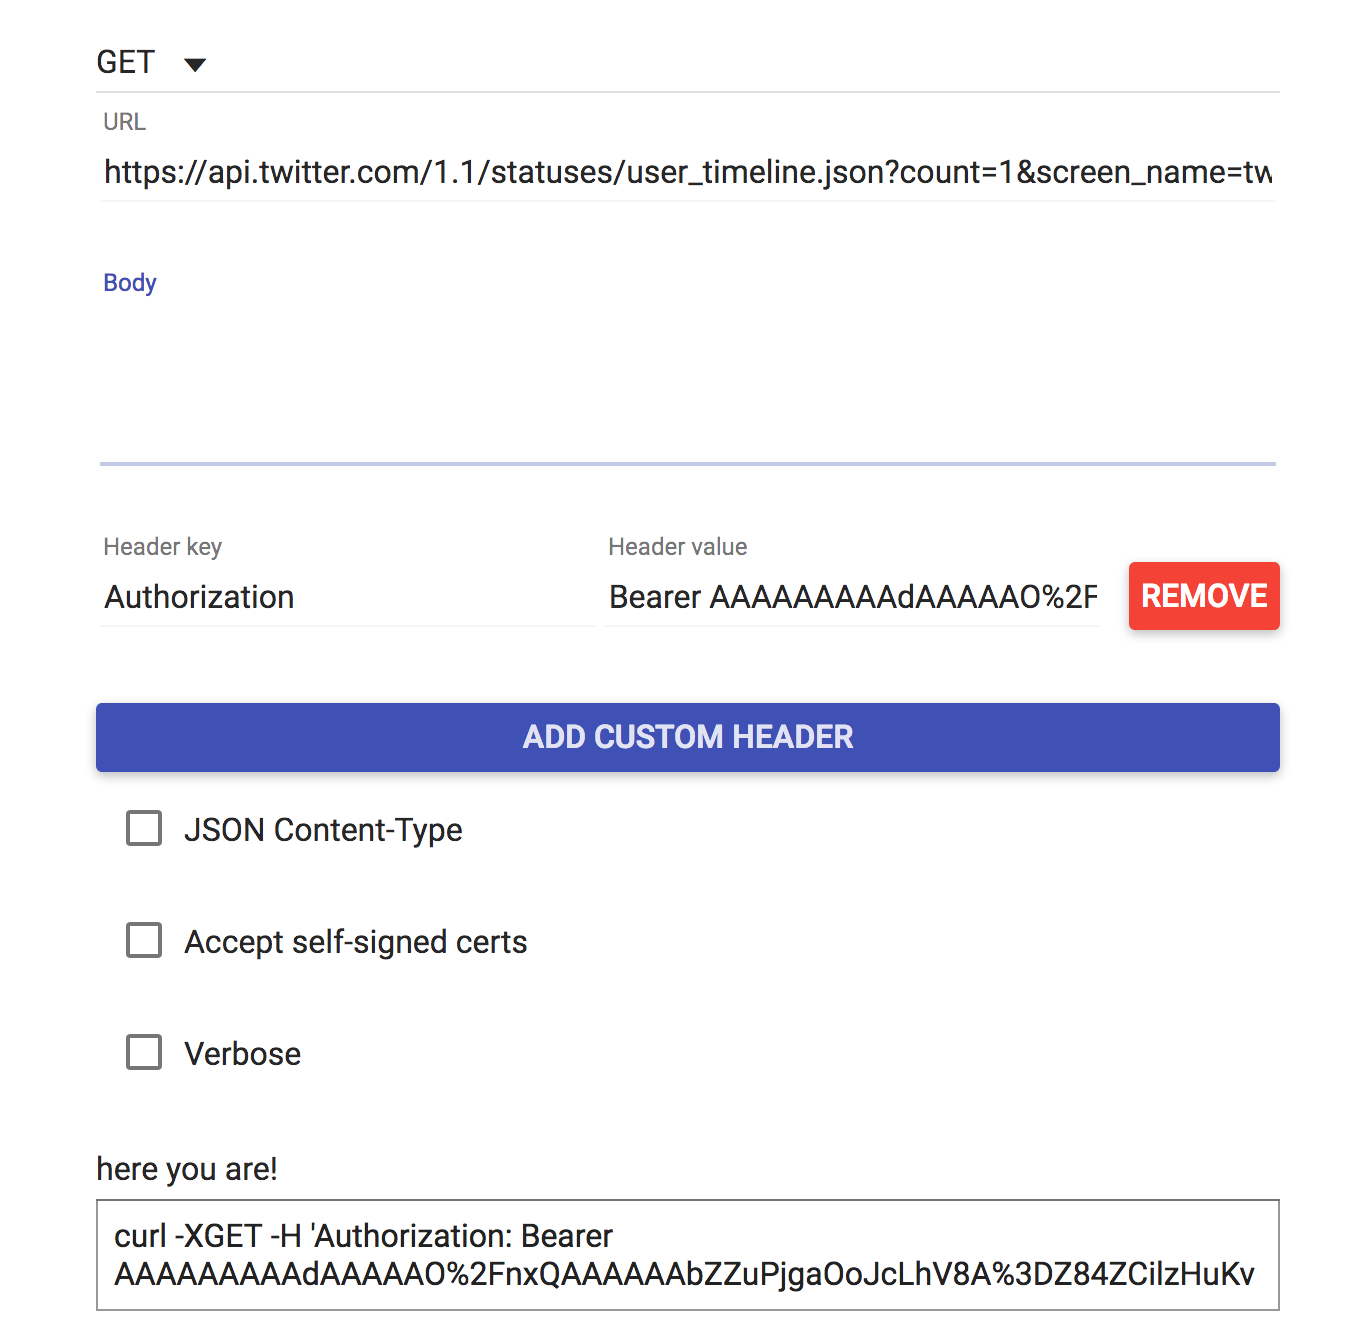 GET
URL
https://api.twitter.com/1.1/statuses/user_timeline.json?count=1&screen_name=tw
Body
Header key
Header value
Authorization
Bearer AAAAAAAAAdAAAAAO%2F
REMOVE
ADD CUSTOM HEADER
JSON Content-Type
Accept self-signed certs
Verbose
here you are!
curl -XGET -H 'Authorization: Bearer
AAAAAAAAAdAAAAAO%2FnxQAAAAAAbZZuPjgaOoJcLhV8A%3DZ84ZCilzHuKv